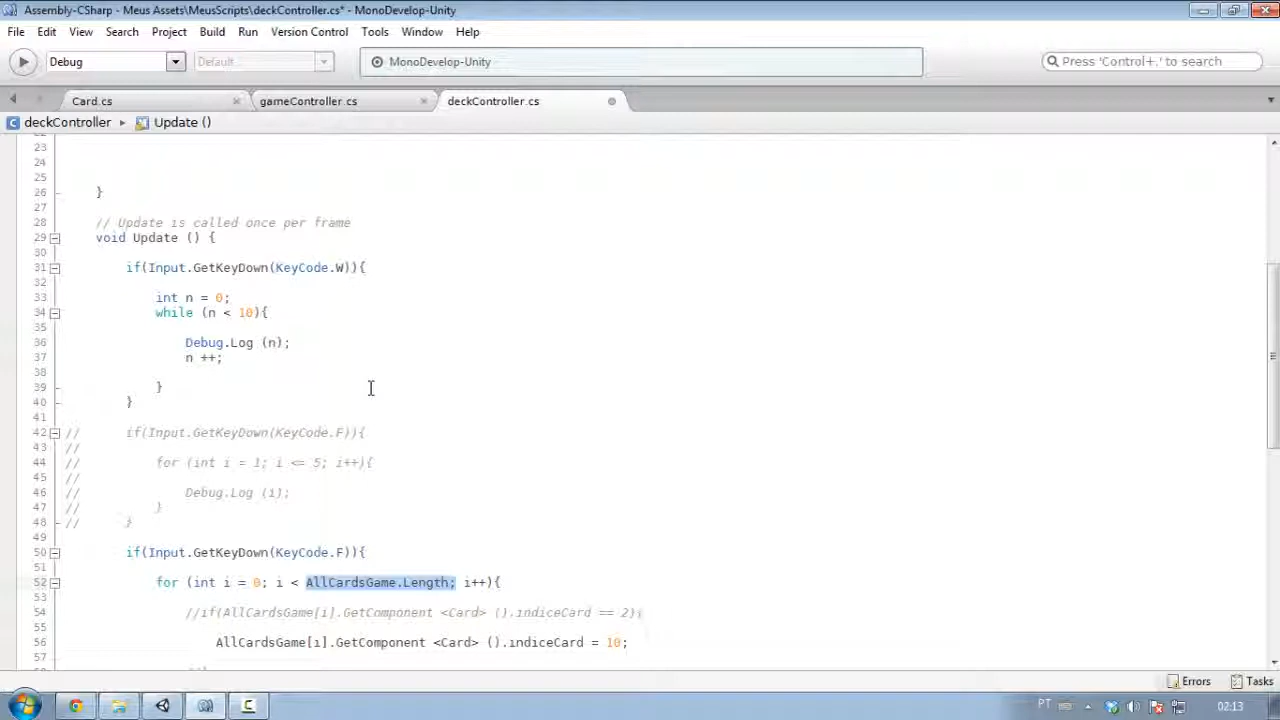 Assembly-CSharp - Meus Assets\MeusScripts\deckController.cs* - MonoDevelop-Unity
File Edit View Search Project Build Run Version Control Tools Window Help
Debug Default MonoDevelop-Unity Press 'Control+,' to search
Card.cs gameController.cs deckController.cs
deckController Update ()
23
24
25
26 }
27
28 // Update is called once per frame
29 void Update () {
30
31 if(Input.GetKeyDown(KeyCode.W)){
32
33 int n = 0;
34 while (n < 10){
35
36 Debug.Log (n);
37 n ++;
38
39 }
40 }
41
42 // if(Input.GetKeyDown(KeyCode.F)){
43 //
44 // for (int i = 1; i <= 5; i++){
45 //
46 // Debug.Log (i);
47 // }
48 // }
49
50 if(Input.GetKeyDown(KeyCode.F)){
51
52 for (int i = 0; i < AllCardsGame.Length; i++){
53
54 //if(AllCardsGame[i].GetComponent <Card> ().indiceCard == 2){
55
56 AllCardsGame[i].GetComponent <Card> ().indiceCard = 10;
57
Errors Tasks
PT 02:13